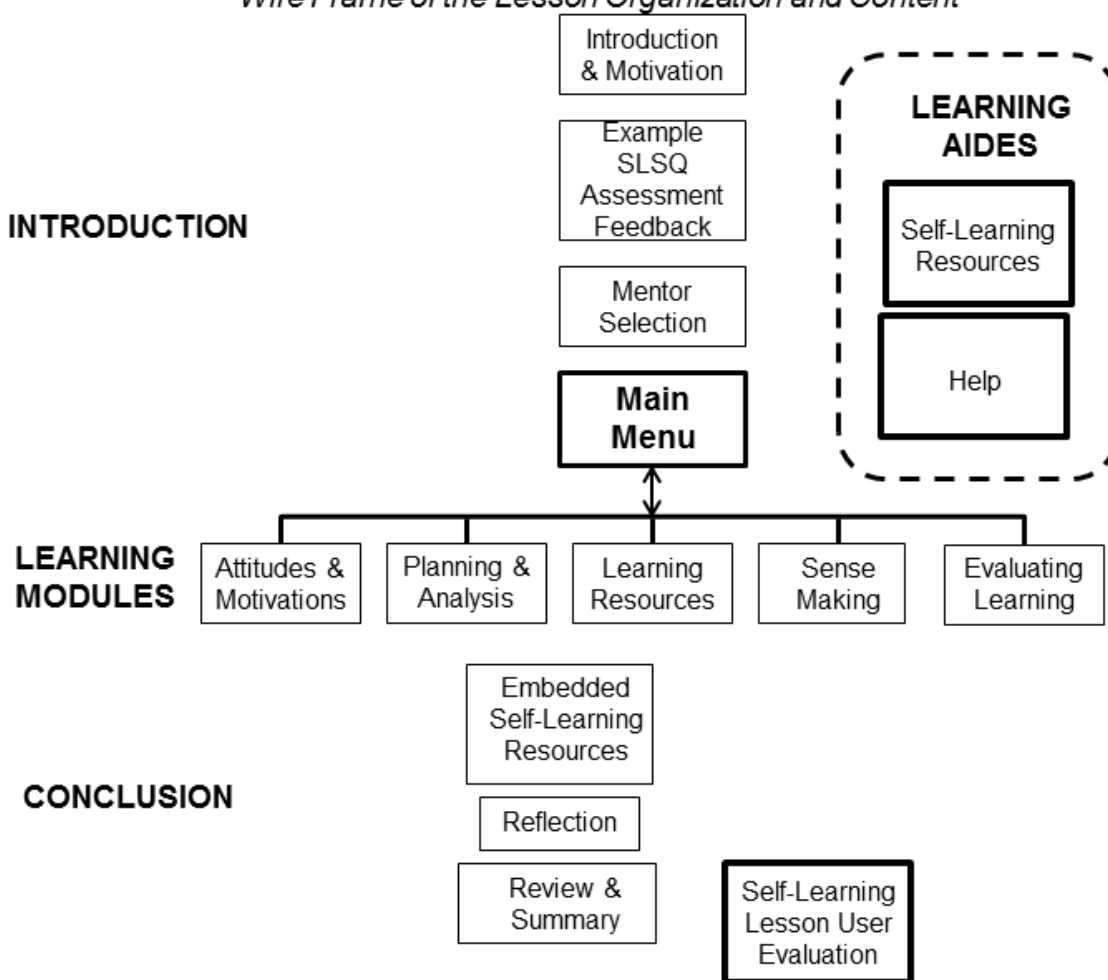 Wire Frame of the Lesson Organization and Content
Introduction
& Motivation
LEARNING
AIDES
Example
SLSQ
Assessment
Feedback
INTRODUCTION
Self-Learning
Resources
Mentor
Selection
Help
Main
Menu
LEARNING
MODULES
Attitudes &
Motivations
Planning &
Analysis
Learning
Resources
Sense
Making
Evaluating
Learning
Embedded
Self-Learning
Resources
CONCLUSION
Reflection
Review &
Summary
Self-Learning
Lesson User
Evaluation